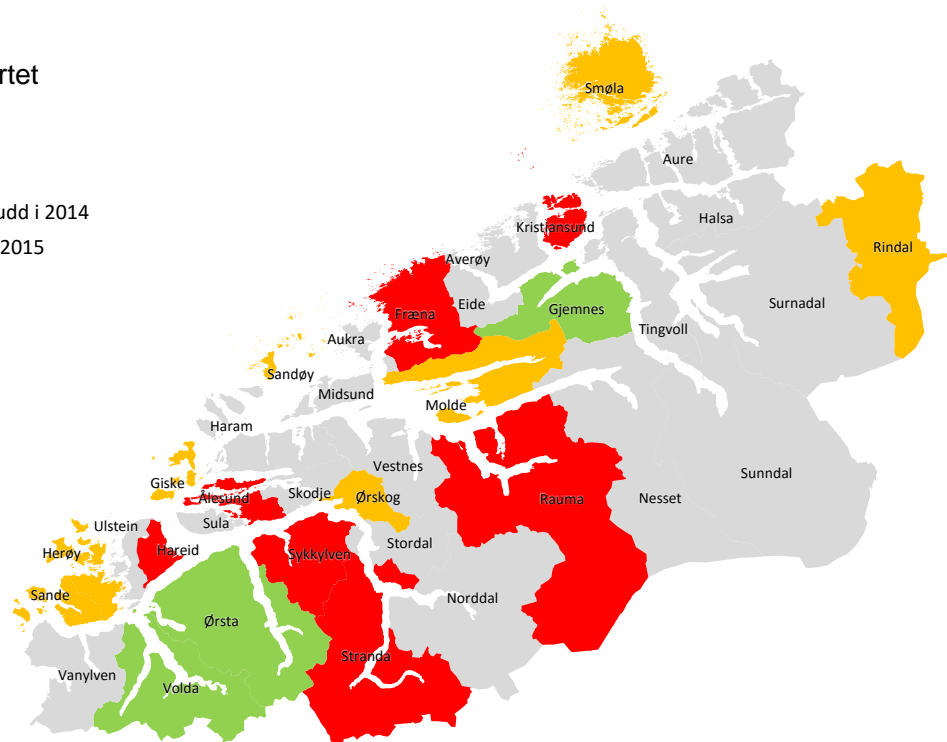 rtet
udd i 2014
2015
Smøla
Aure
Halsa
Kristiansund
Rindal
Averøy
Surnadal
Eide
Gjemnes
Fræna
Tingvoll
Aukra
Sandøy
Midsund
Molde
Haram
Vestnes
Sunndal
Giske
Skodje
Ørskog
Nesset
Rauma
Ålesund
Ulstein
Sula
Stordal
Herøy
Hareid
Sykkylven
Sande
Norddal
Ørsta
Stranda
Vanylven
Volda